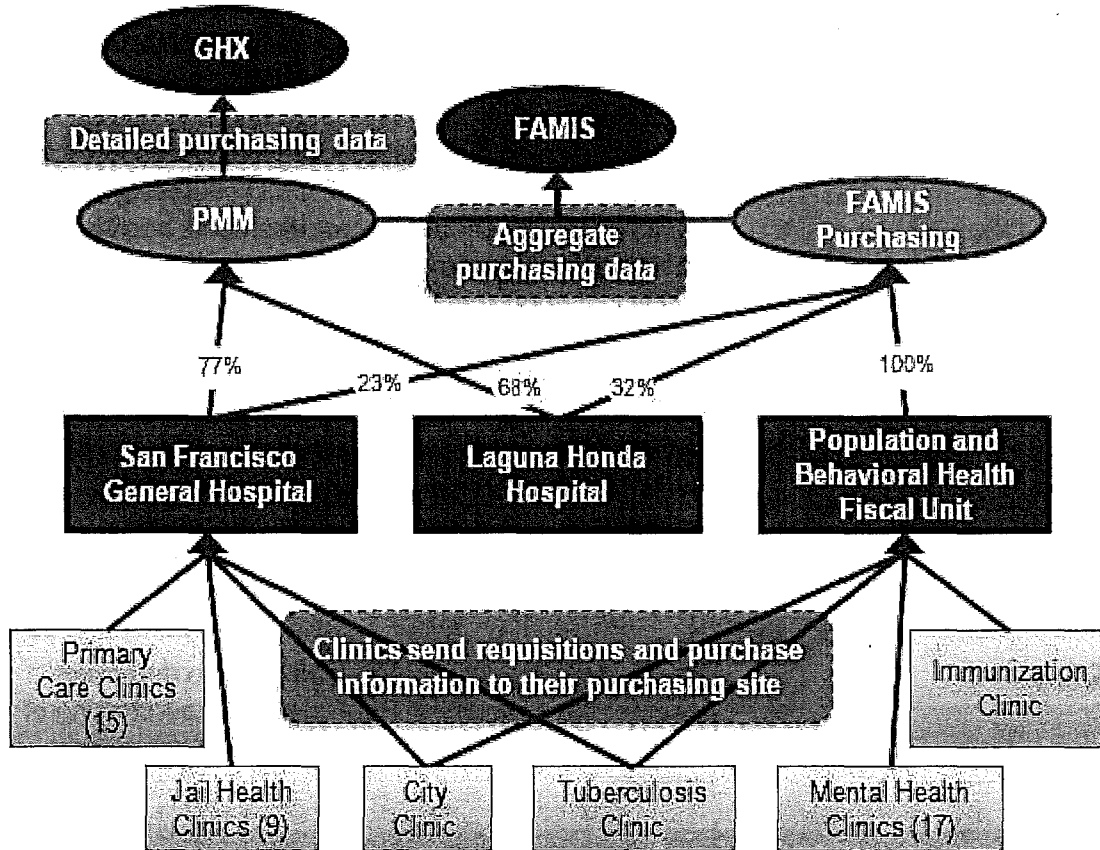 GHX
Detailed purchasing data
FAMIS
PMM
FAMIS
Purchasing
Aggregate
purchasing data
77%
23%
68%
32%
100%
San Francisco
General Hospital
Laguna Honda
Hospital
Population and
Behavioral Health
Fiscal Unit
Clinics send requisitions and purchase
information to their purchasing site
Primary
Care Clinics
(15)
Immunization
Clinic
Jail Health
Clinics (9)
City
Clinic
Tuberculosis
Clinic
Mental Health
Clinics (17)